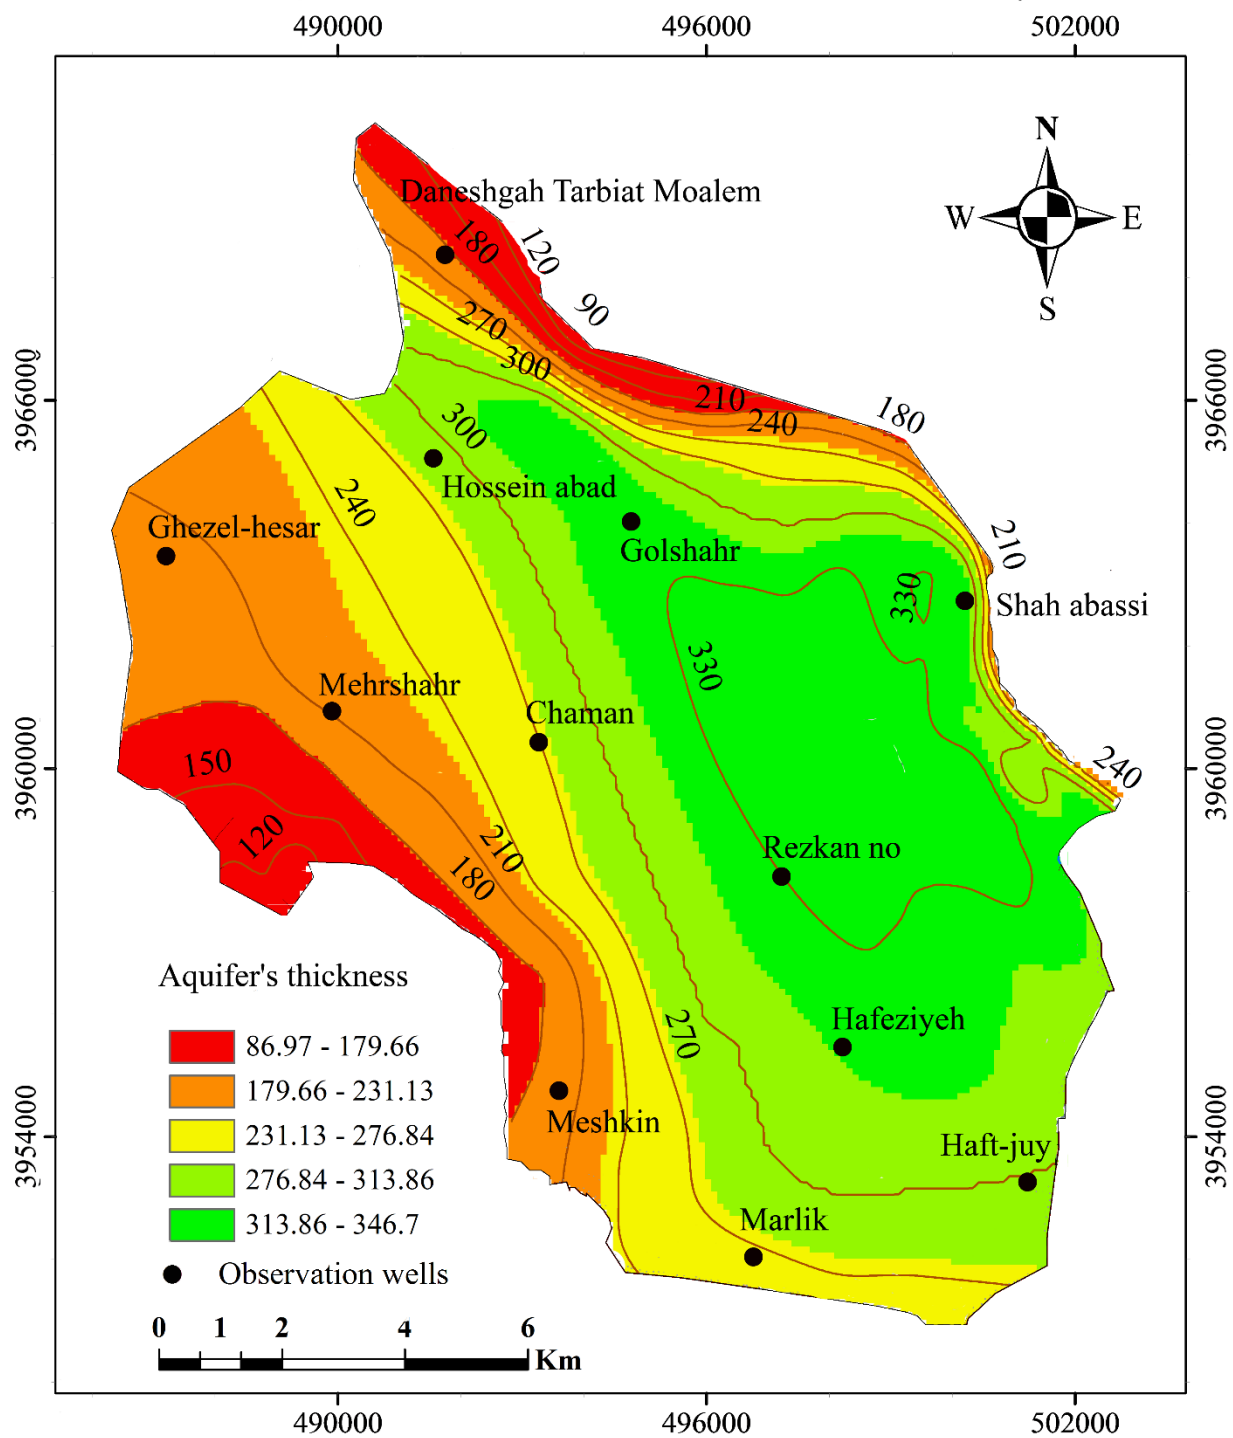 490000
496000
502000
N
W
E
S
Daneshgah Tarbiat Moalem
180
120
90
270
300
210
240
180
3966000
3966000
300
Hossein abad
240
Ghezel-hesar
Golshahr
210
330
Shah abassi
330
Mehrshahr
Chaman
150
240
3960000
3960000
120
210
180
Rezkan no
Aquifer's thickness
270
Hafeziyeh
86.97 - 179.66
179.66 - 231.13
231.13 - 276.84
276.84 - 313.86
313.86 - 346.7
Observation wells
Meshkin
3954000
3954000
Haft-juy
Marlik
0 1 2 4 6
Km
490000
496000
502000